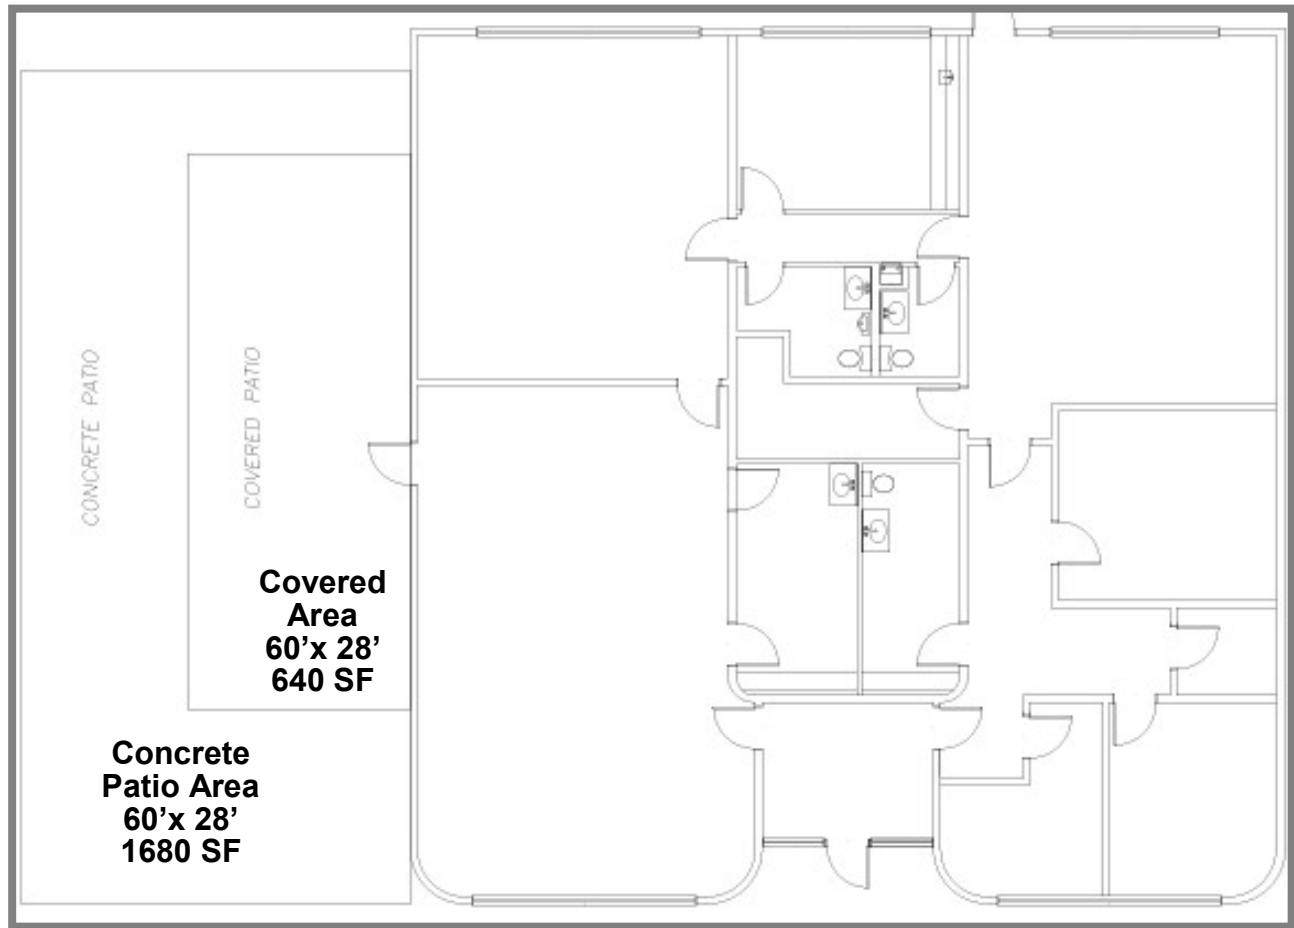 CONCRETE PATIO
COVERED PATIO
Covered
Area
60’x 28’
640 SF
Concrete
Patio Area
60’x 28’
1680 SF